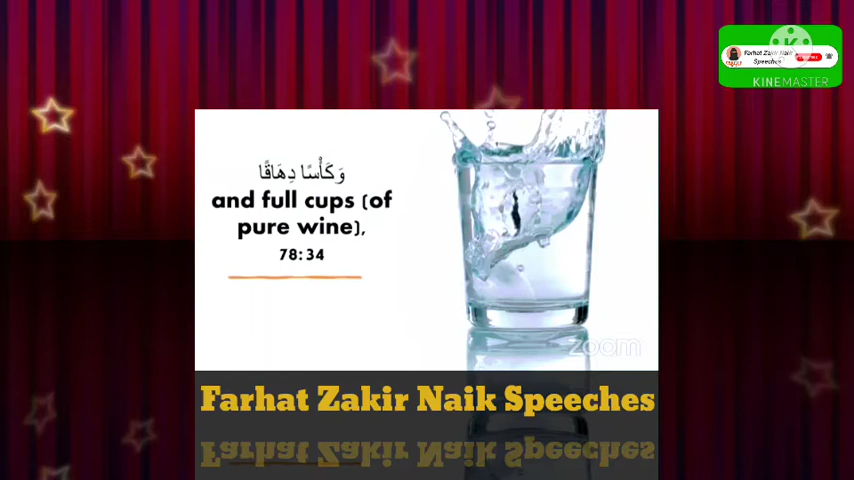 Farhat Zakir Naik
Speeches
KINEMASTER
وَكَأْسًا دِهَاقًا
and full cups (of
pure wine),
78:34
zoom
Farhat Zakir Naik Speeches